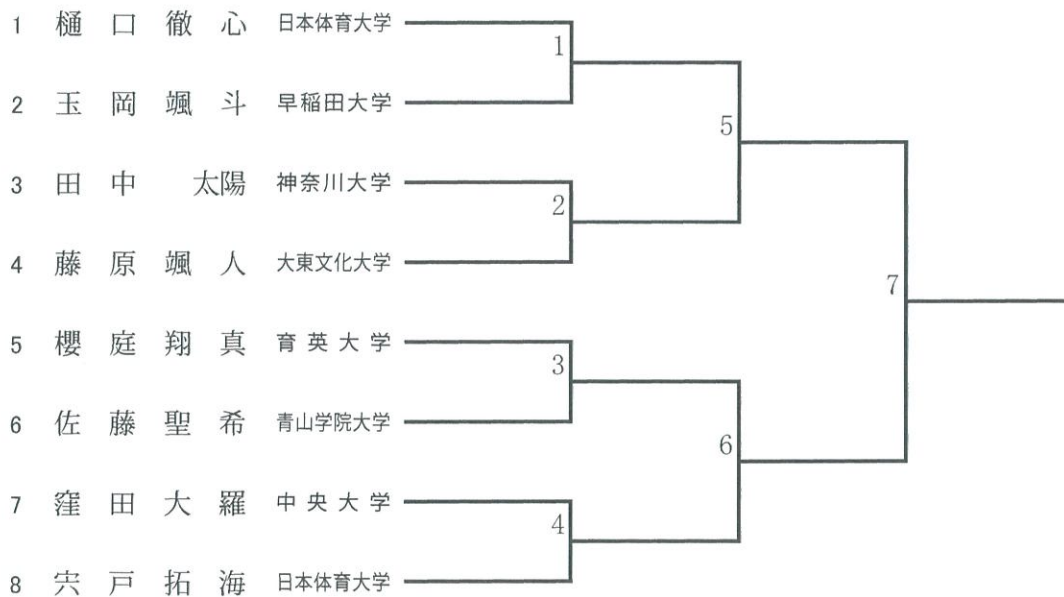 1 樋口徹心 日本体育大学
1
2 玉岡颯斗 早稲田大学
5
3 田中 太陽 神奈川大学
2
4 藤原颯人 大東文化大学
7
5 櫻庭翔真 育英大学
3
6 佐藤聖希 青山学院大学
6
7 窪田大羅 中央大学
4
8 宍戸拓海 日本体育大学